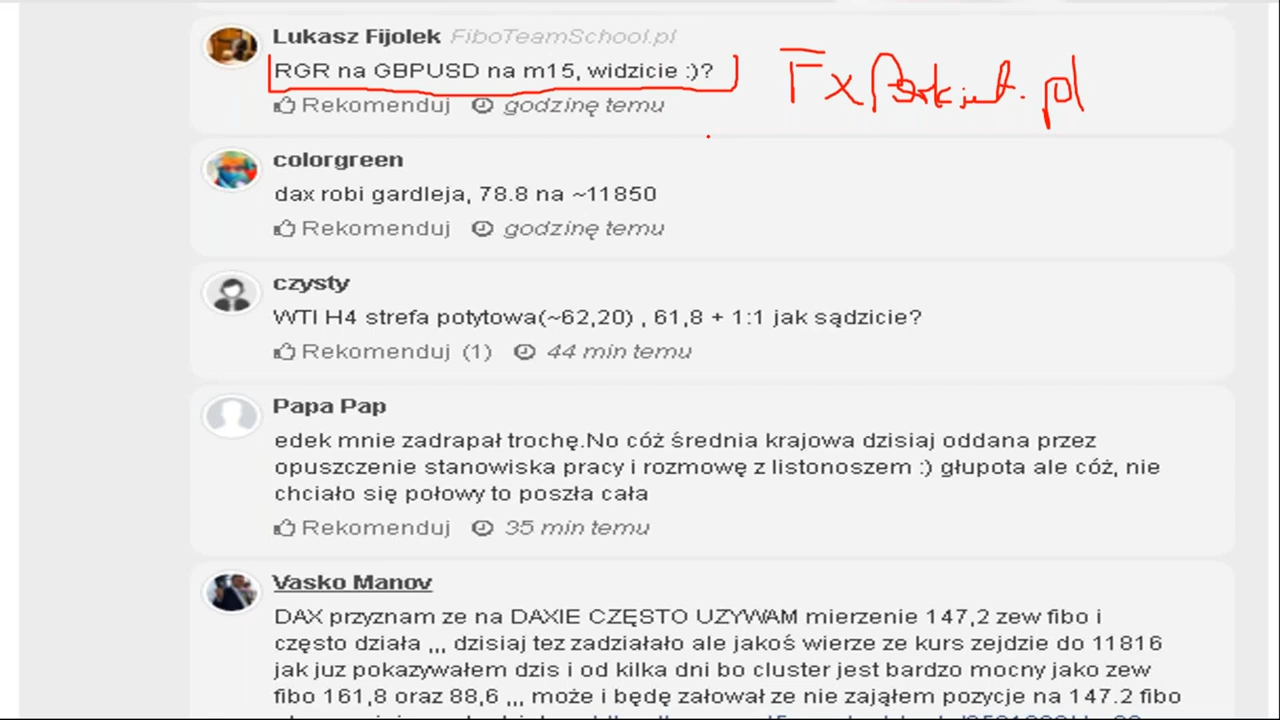 Lukasz Fijolek FiboTeamSchool.pl
RGR na GBPUSD na m15, widzicie :)?
FxParkiet.pl
Rekomenduj godzinę temu
colorgreen
dax robi gardleja, 78.8 na ~11850
Rekomenduj godzinę temu
czysty
WTI H4 strefa potytowa(~62,20) , 61,8 + 1:1 jak sądzicie?
Rekomenduj (1) 44 min temu
Papa Pap
edek mnie zadrapał trochę.No cóż średnia krajowa dzisiaj oddana przez
opuszczenie stanowiska pracy i rozmowę z listonoszem :) głupota ale cóż, nie
chciało się połowy to poszła cała
Rekomenduj 35 min temu
Vasko Manov
DAX przyznam ze na DAXIE CZĘSTO UZYWAM mierzenie 147,2 zew fibo i
często działa ,,, dzisiaj tez zadziałało ale jakoś wierze ze kurs zejdzie do 11816
jak juz pokazywałem dzis i od kilka dni bo cluster jest bardzo mocny jako zew
fibo 161,8 oraz 88,6 ,,, może i będę załował ze nie zająłem pozycje na 147.2 fibo